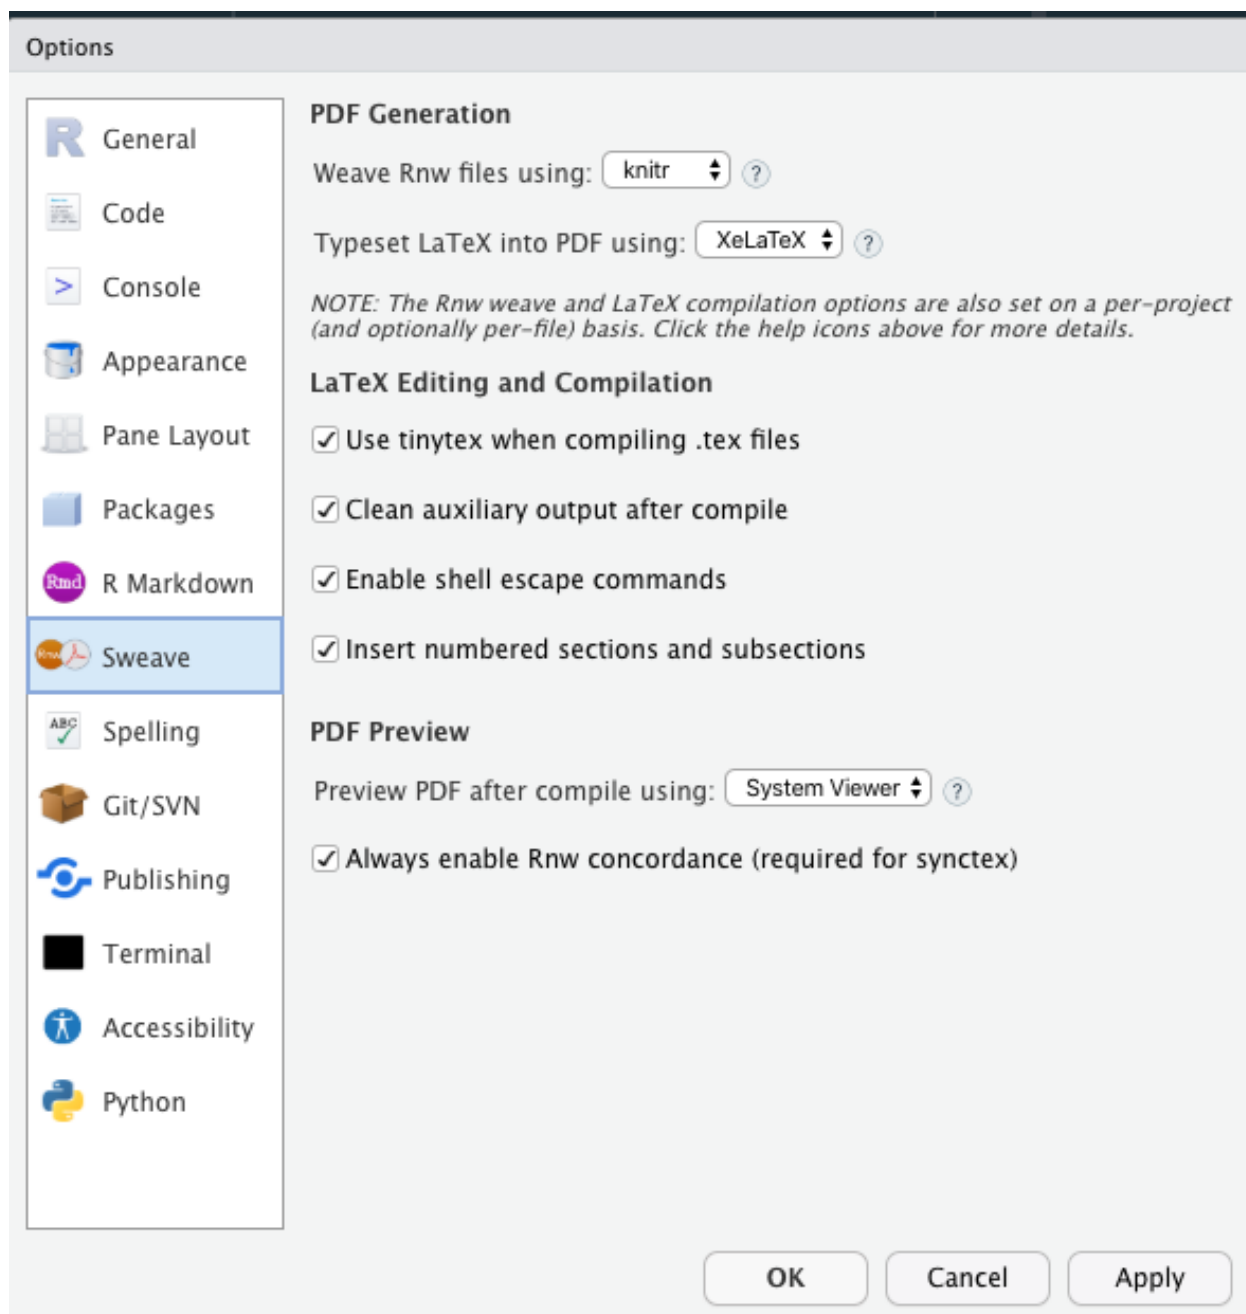 Options
General
Code
Console
Appearance
Pane Layout
Packages
Rmd R Markdown
Sweave
ABC Spelling
Git/SVN
Publishing
Terminal
Accessibility
Python
PDF Generation
Weave Rnw files using: knitr ?
Typeset LaTeX into PDF using: XeLaTeX ?
NOTE: The Rnw weave and LaTeX compilation options are also set on a per-project
(and optionally per-file) basis. Click the help icons above for more details.
LaTeX Editing and Compilation
Use tinytex when compiling .tex files
Clean auxiliary output after compile
Enable shell escape commands
Insert numbered sections and subsections
PDF Preview
Preview PDF after compile using: System Viewer ?
Always enable Rnw concordance (required for synctex)
OK Cancel Apply